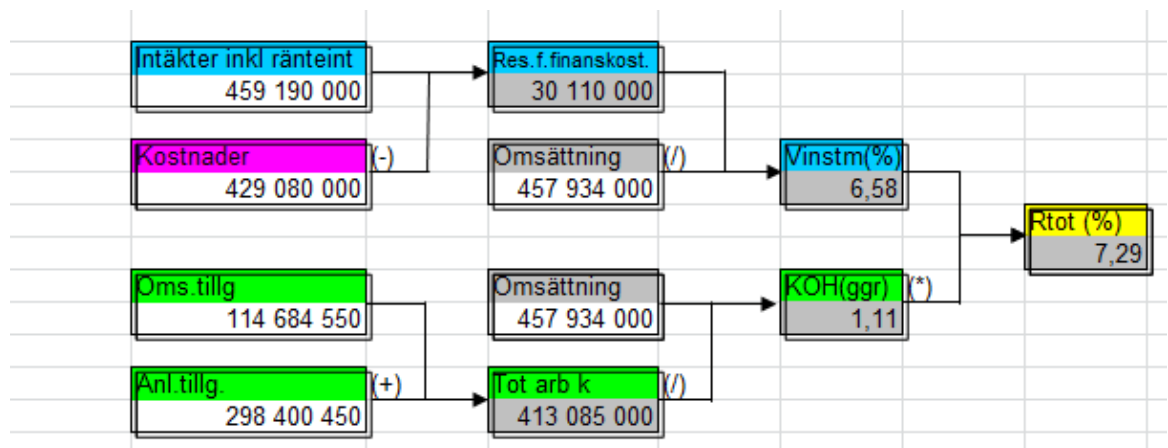 Intäkter inkl ränteint
459 190 000
Res.f.finanskost.
30 110 000
Kostnader
(-)
429 080 000
Omsättning
(/)
457 934 000
Vinstm(%)
6,58
Rtot (%)
7,29
Oms.tillg
114 684 550
Omsättning
457 934 000
KOH(ggr)
(*)
1,11
Anl.tillg.
(+)
298 400 450
Tot arb k
(/)
413 085 000